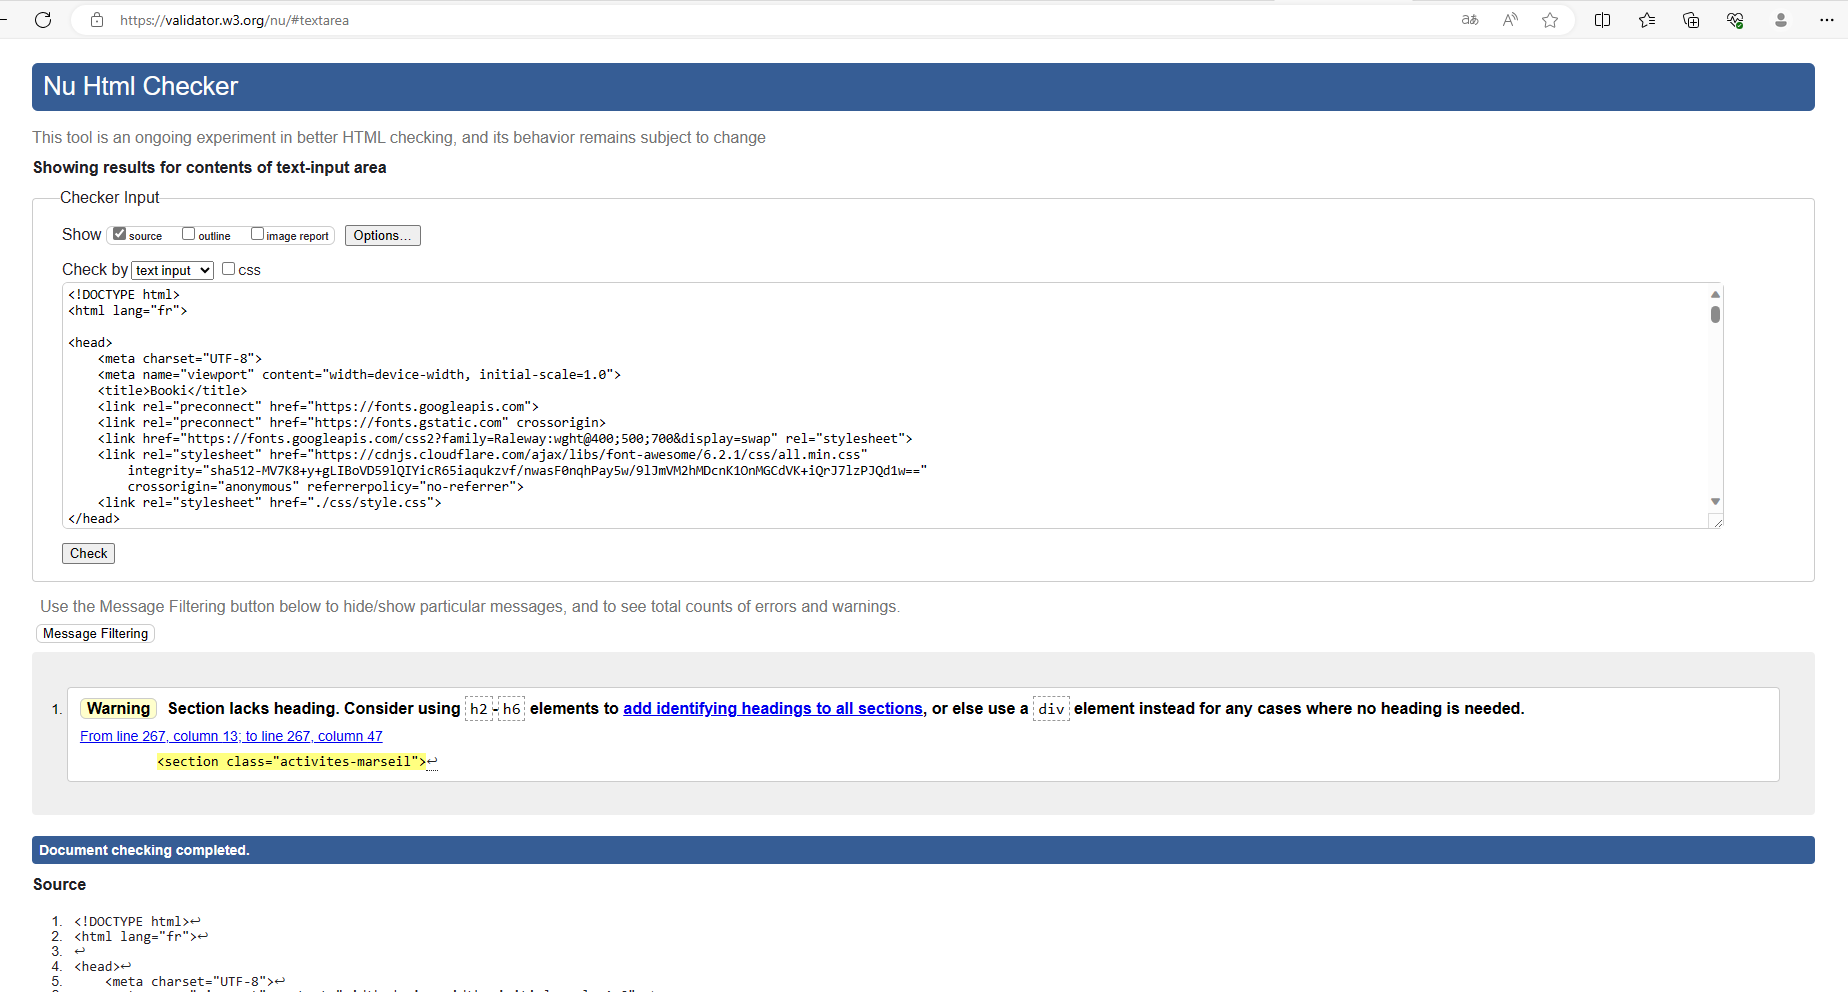 https://validator.w3.org/nu/#textarea
Nu Html Checker
This tool is an ongoing experiment in better HTML checking, and its behavior remains subject to change
Showing results for contents of text-input area
Checker Input
Show source outline image report Options...
Check by text input css
<!DOCTYPE html>
<html lang="fr">
<head>
<meta charset="UTF-8">
<meta name="viewport" content="width=device-width, initial-scale=1.0">
<title>Booki</title>
<link rel="preconnect" href="https://fonts.googleapis.com">
<link rel="preconnect" href="https://fonts.gstatic.com" crossorigin>
<link href="https://fonts.googleapis.com/css2?family=Raleway:wght@400;500;700&display=swap" rel="stylesheet">
<link rel="stylesheet" href="https://cdnjs.cloudflare.com/ajax/libs/font-awesome/6.2.1/css/all.min.css"
integrity="sha512-MV7K8+y+gLIBoVD59lQIYicR65iaqukzvf/nwasF0nqhPay5w/9lJmVM2hMDcnK1OnMGCdVK+iQrJ7lzPJQd1w=="
crossorigin="anonymous" referrerpolicy="no-referrer">
<link rel="stylesheet" href="./css/style.css">
</head>
Check
Use the Message Filtering button below to hide/show particular messages, and to see total counts of errors and warnings.
Message Filtering
1. Warning Section lacks heading. Consider using h2-h6 elements to add identifying headings to all sections, or else use a div element instead for any cases where no heading is needed.
From line 267, column 13; to line 267, column 47
<section class="activites-marseil">↩
Document checking completed.
Source
1. <!DOCTYPE html>↩
2. <html lang="fr">↩
3. ↩
4. <head>↩
5. <meta charset="UTF-8">↩